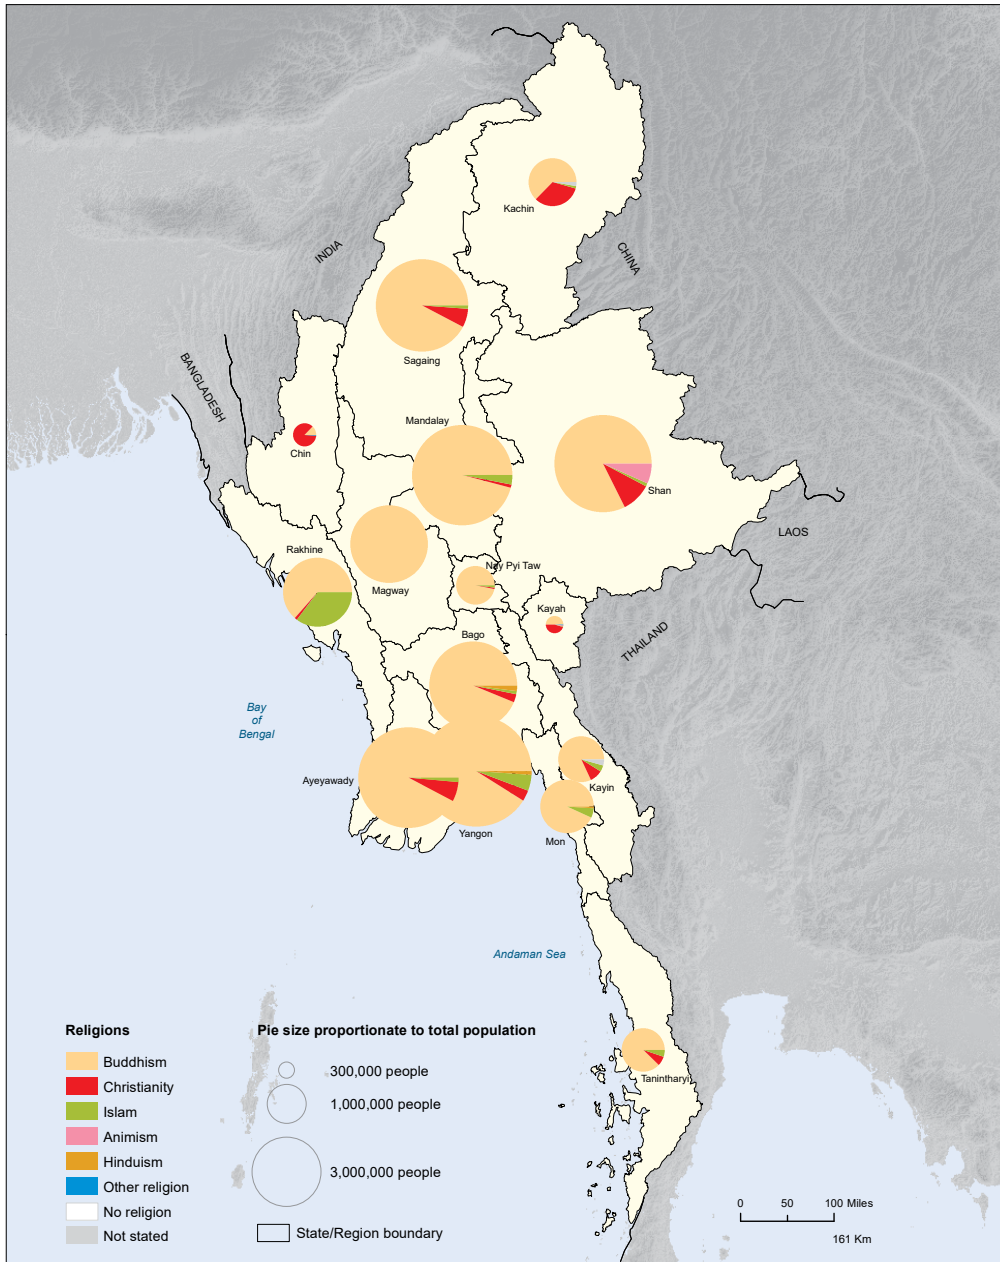 Kachin
INDIA
CHINA
Sagaing
BANGLADESH
Mandalay
Chin
Shan
LAOS
Rakhine
Nay Pyi Taw
Magway
Kayah
THAILAND
Bago
Bay
of
Bengal
Ayeyawady
Kayin
Yangon
Mon
Andaman Sea
Tanintharyi
Religions
Buddhism
Christianity
Islam
Animism
Hinduism
Other religion
No religion
Not stated
Pie size proportionate to total population
300,000 people
1,000,000 people
3,000,000 people
State/Region boundary
0 50 100 Miles
161 Km